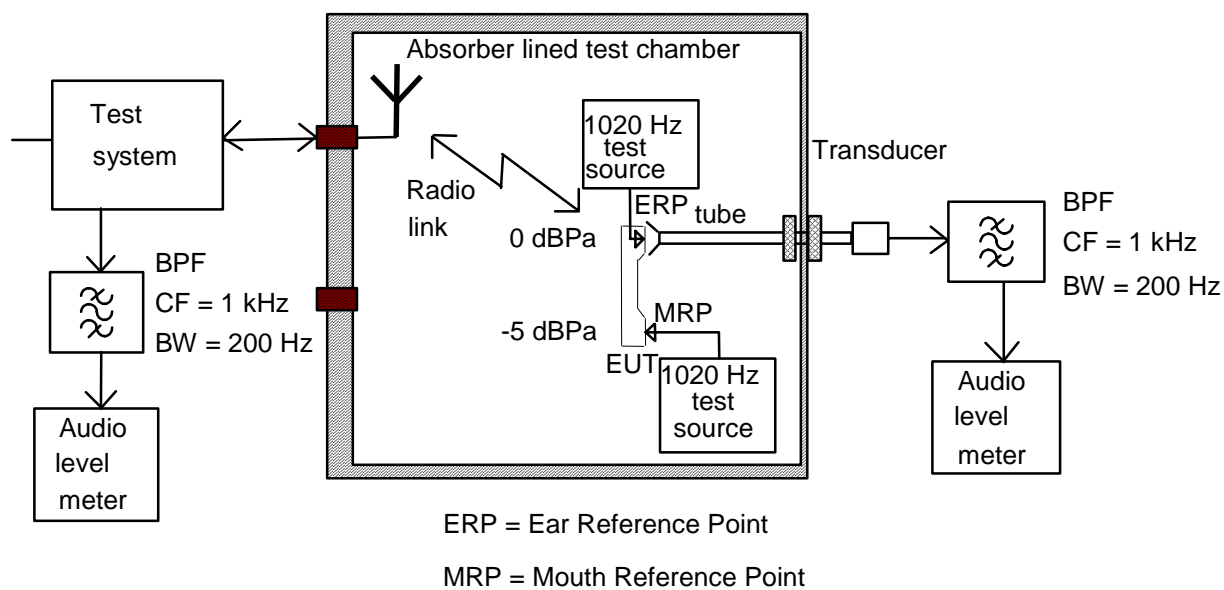 Absorber lined test chamber
Test
system
1020 Hz
test
source
Transducer
Radio
link
ERP
tube
0 dBPa
BPF
CF = 1 kHz
BW = 200 Hz
BPF
CF = 1 kHz
BW = 200 Hz
MRP
-5 dBPa
EUT
1020 Hz
test
source
Audio
level
meter
Audio
level
meter
ERP = Ear Reference Point
MRP = Mouth Reference Point